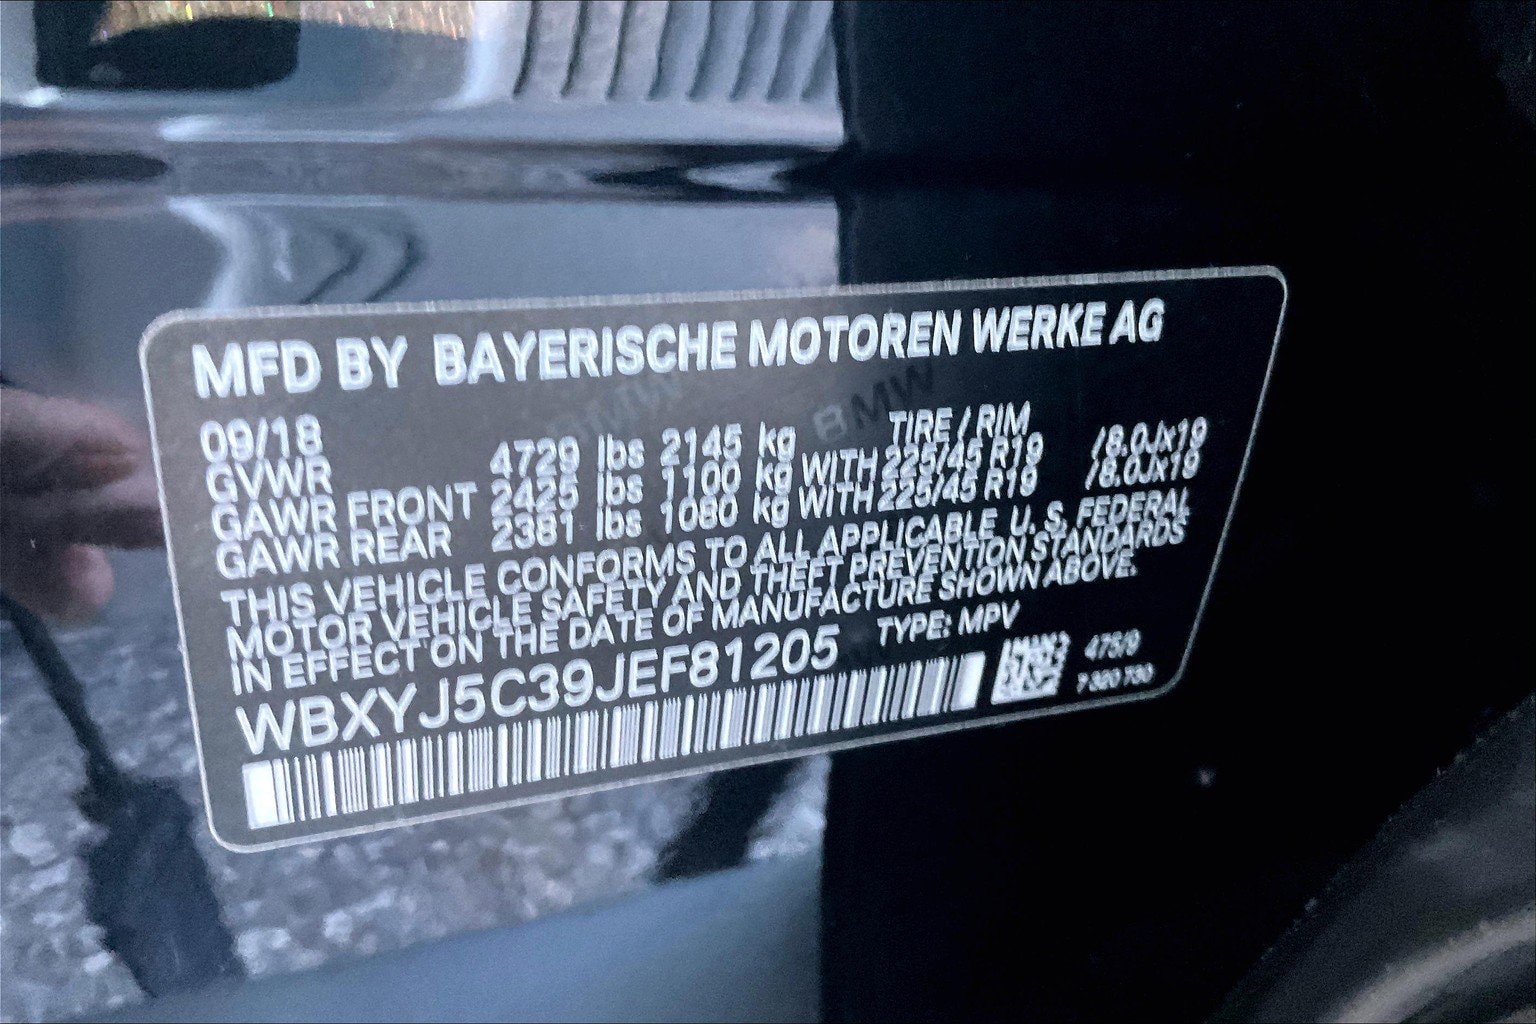 MFD BY BAYERISCHE MOTOREN WERKE AG
09/18 TIRE / RIM
GVWR 4729 lbs 2145 kg
GAWR FRONT 2425 lbs 1100 kg WITH 225/45 R19 /8.0Jx19
GAWR REAR 2381 lbs 1080 kg WITH 225/45 R19 /8.0Jx19
THIS VEHICLE CONFORMS TO ALL APPLICABLE U. S. FEDERAL
MOTOR VEHICLE SAFETY AND THEFT PREVENTION STANDARDS
IN EFFECT ON THE DATE OF MANUFACTURE SHOWN ABOVE.
WBXYJ5C39JEF81205 TYPE: MPV
475/9
7 320 730
BMW
BMW